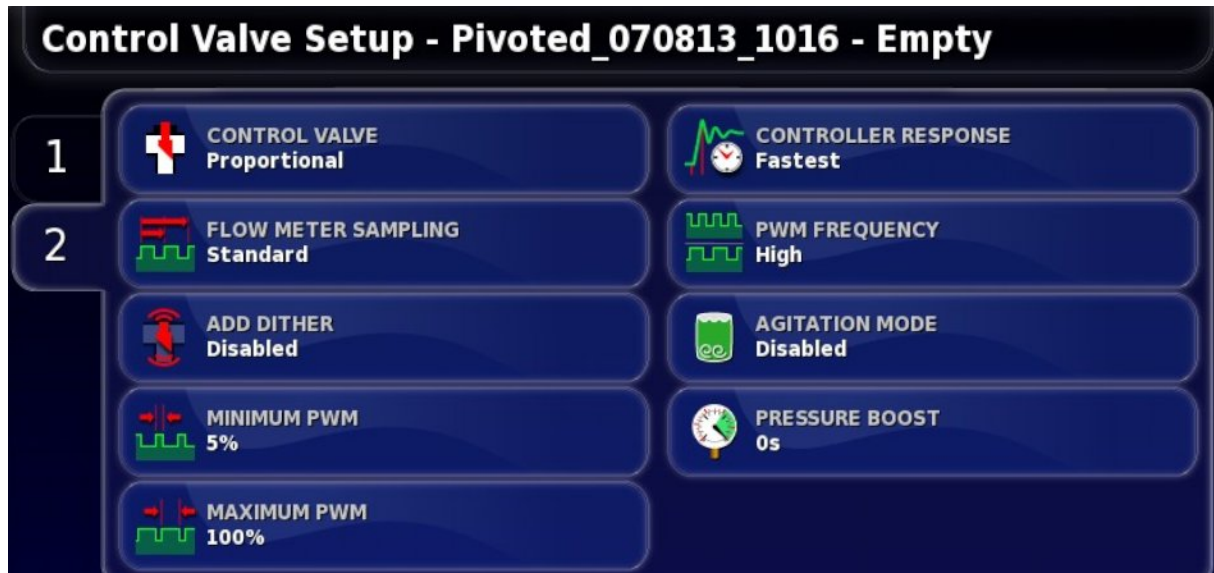 Control Valve Setup - Pivoted_070813_1016 - Empty
1
2
CONTROL VALVE
Proportional
FLOW METER SAMPLING
Standard
ADD DITHER
Disabled
MINIMUM PWM
5%
MAXIMUM PWM
100%
CONTROLLER RESPONSE
Fastest
PWM FREQUENCY
High
AGITATION MODE
Disabled
PRESSURE BOOST
0s